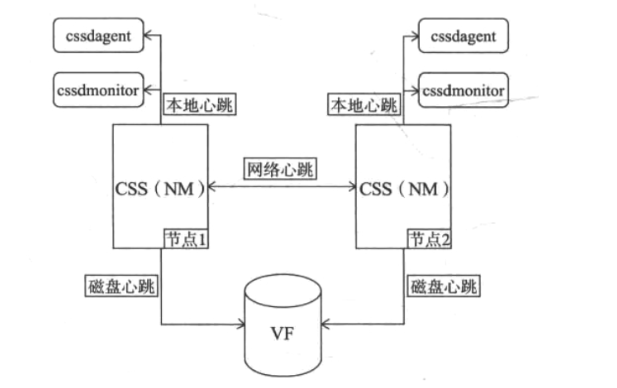 cssdagent
cssdagent
cssdmonitor
cssdmonitor
本地心跳
本地心跳
网络心跳
CSS（NM）
CSS（NM）
节点1
节点2
磁盘心跳
磁盘心跳
VF